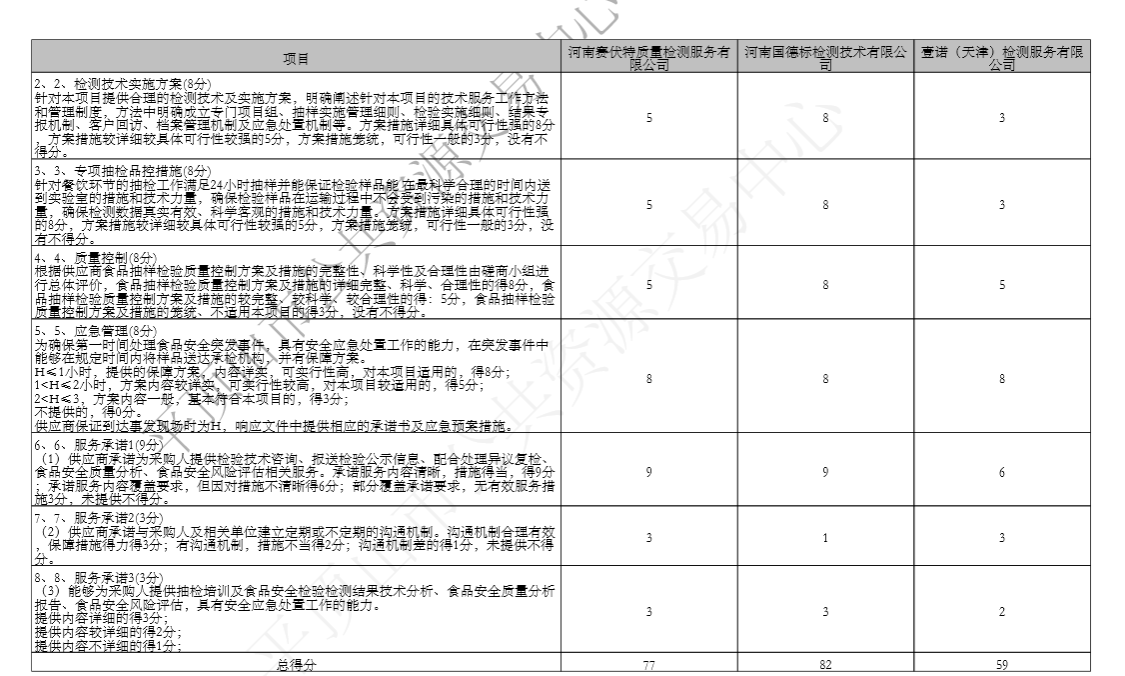 项目
河南赛伏特质量检测服务有
限公司
河南国德标检测技术有限公
司
壹诺（天津）检测服务有限
公司
2、2、检测技术实施方案(8分)
针对本项目提供合理的检测技术及实施方案，明确阐述针对本项目的技术服务工作方法
和管理制度，方法中明确成立专门项目组、抽样实施管理细则、检验实施细则、结果专
报机制、客户回访、档案管理机制及应急处置机制等。方案措施详细具体可行性强的8分
，方案措施较详细较具体可行性较强的5分，方案措施笼统，可行性一般的3分，没有不
得分。
5
8
3
3、3、专项抽检品控措施(8分)
针对餐饮环节的抽检工作满足24小时抽样并能保证检验样品能 在最科学合理的时间内送
到实验室的措施和技术力量，确保检验样品在运输过程中不会受到污染的措施和技术力
量，确保检测数据真实有效、科学客观的措施和技术力量。方案措施详细具体可行性强
的8分，方案措施较详细较具体可行性较强的5分，方案措施笼统，可行性一般的3分，没
有不得分。
5
8
3
4、4、质量控制(8分)
根据供应商食品抽样检验质量控制方案及措施的完整性、科学性及合理性由磋商小组进
行总体评价，食品抽样检验质量控制方案及措施的详细完整、科学、合理性的得8分，食
品抽样检验质量控制方案及措施的较完整、较科学、较合理性的得：5分，食品抽样检验
质量控制方案及措施的笼统、不适用本项目的得3分，没有不得分。
5
8
5
5、5、应急管理(8分)
为确保第一时间处理食品安全突发事件，具有安全应急处置工作的能力，在突发事件中
能够在规定时间内将样品送达承检机构，并有保障方案。
H≤1小时，提供的保障方案，内容详实，可实行性高，对本项目适用的，得8分；
1<H≤2小时，方案内容较详实，可实行性较高，对本项目较适用的，得5分；
2<H≤3，方案内容一般，基本符合本项目的，得3分；
不提供的，得0分。
供应商保证到达事发现场时为H，响应文件中提供相应的承诺书及应急预案措施。
8
8
8
6、6、服务承诺1(9分)
（1）供应商承诺为采购人提供检验技术咨询、报送检验公示信息、配合处理异议复检、
食品安全质量分析、食品安全风险评估相关服务。承诺服务内容清晰，措施得当，得9分
；承诺服务内容覆盖要求，但因对措施不清晰得6分；部分覆盖承诺要求，无有效服务措
施3分，未提供不得分。
9
9
6
7、7、服务承诺2(3分)
（2）供应商承诺与采购人及相关单位建立定期或不定期的沟通机制。沟通机制合理有效
，保障措施得力得3分；有沟通机制，措施不当得2分；沟通机制差的得1分，未提供不得
分。
3
1
3
8、8、服务承诺3(3分)
（3）能够为采购人提供抽检培训及食品安全检验检测结果技术分析、食品安全质量分析
报告、食品安全风险评估，具有安全应急处置工作的能力。
提供内容详细的得3分；
提供内容较详细的得2分；
提供内容不详细的得1分；
3
3
2
总得分
77
82
59
平顶山市公共资源交易中心
平顶山市公共资源交易中心